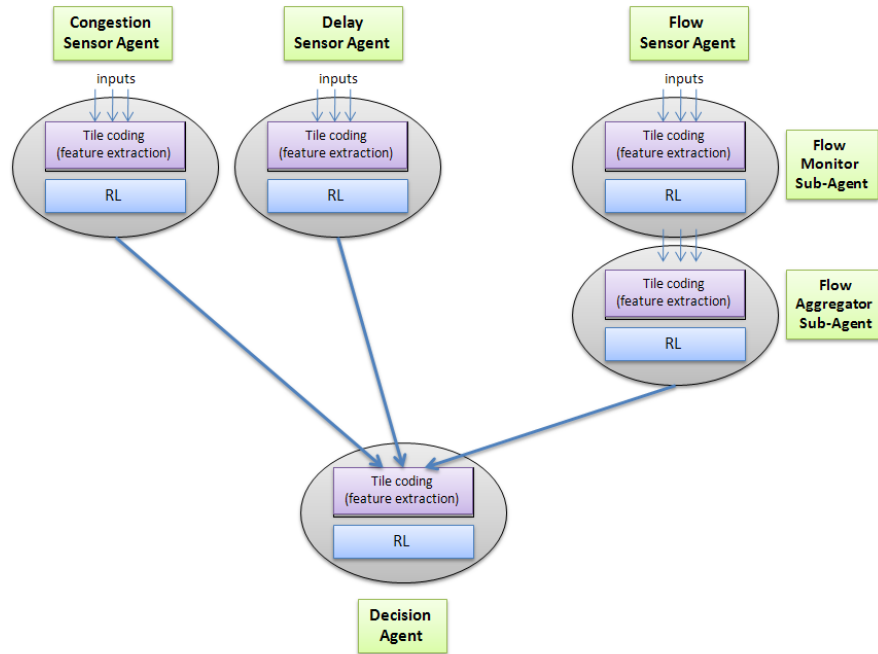 Congestion
Sensor Agent
Delay
Sensor Agent
Flow
Sensor Agent
inputs
inputs
inputs
Tile coding
(feature extraction)
RL
Tile coding
(feature extraction)
RL
Tile coding
(feature extraction)
RL
Flow
Monitor
Sub-Agent
Tile coding
(feature extraction)
RL
Flow
Aggregator
Sub-Agent
Tile coding
(feature extraction)
RL
Decision
Agent